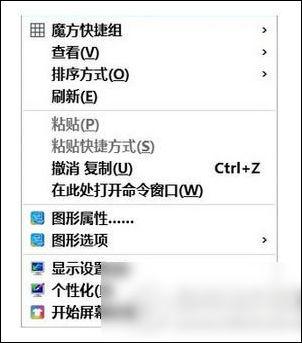 魔方快捷组
查看(V)
排序方式(O)
刷新(E)
粘贴(P)
粘贴快捷方式(S)
撤消 复制(U) Ctrl+Z
在此处打开命令窗口(W)
图形属性......
图形选项
显示设置
个性化(
开始屏幕